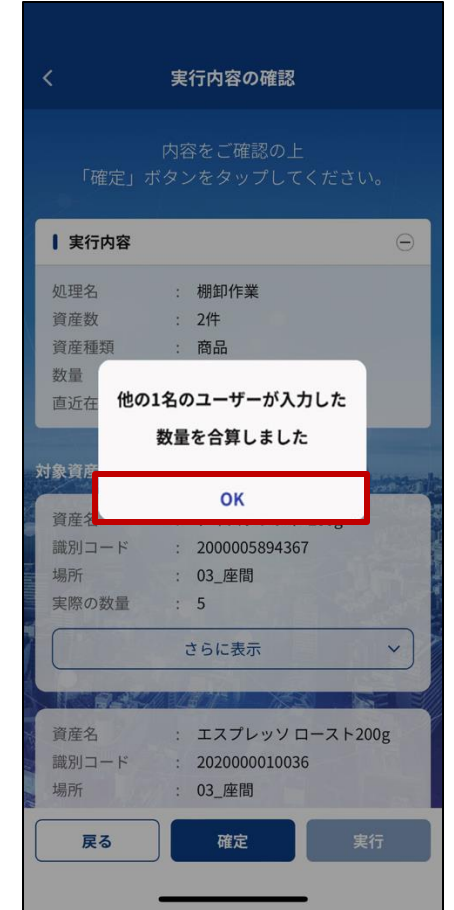 実行内容の確認
内容をご確認の上
「確定」ボタンをタップしてください。
実行内容
処理名 : 棚卸作業
資産数 : 2件
資産種類 : 商品
数量
直近在
他の1名のユーザーが入力した
数量を合算しました
OK
対象資産
資産名
識別コード : 2000005894367
場所 : 03_座間
実際の数量 : 5
さらに表示
資産名 : エスプレッソ ロースト200g
識別コード : 2020000010036
場所 : 03_座間
戻る
確定
実行